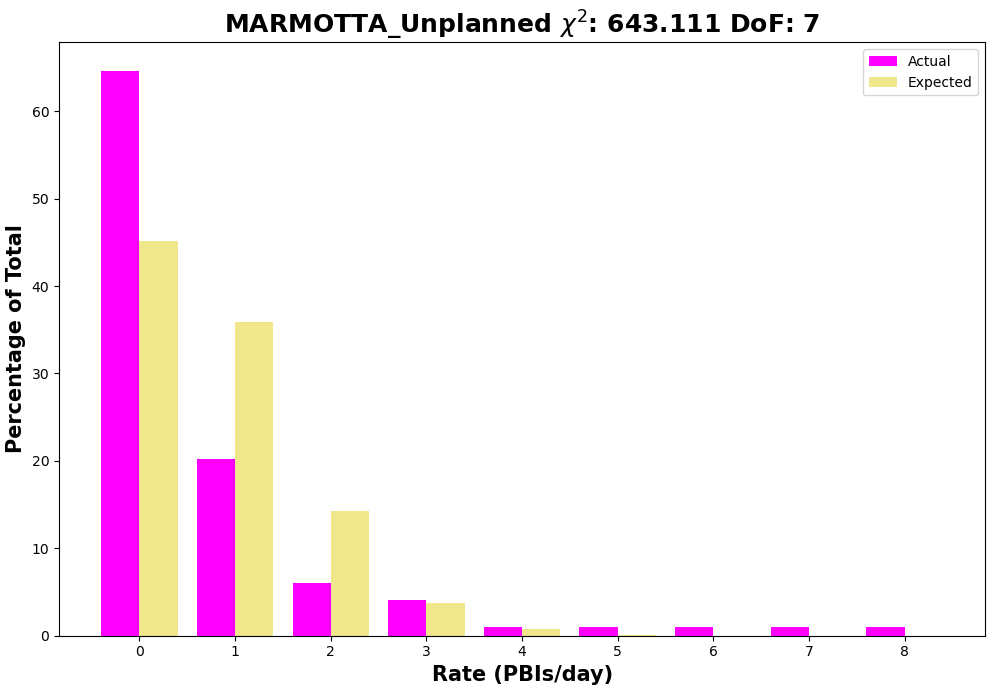 MARMOTTA_Unplanned χ²: 643.111 DoF: 7
Actual
Expected
Percentage of Total
60
50
40
30
20
10
0
0 1 2 3 4 5 6 7 8
Rate (PBIs/day)